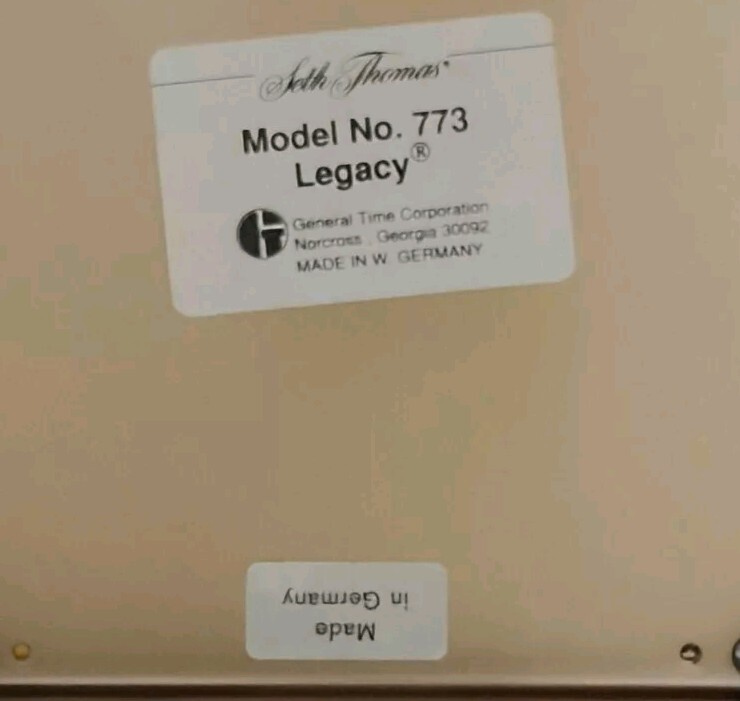 Seth Thomas®
Model No. 773
Legacy®
General Time Corporation
Norcross, Georgia 30092
MADE IN W. GERMANY
Made
in Germany